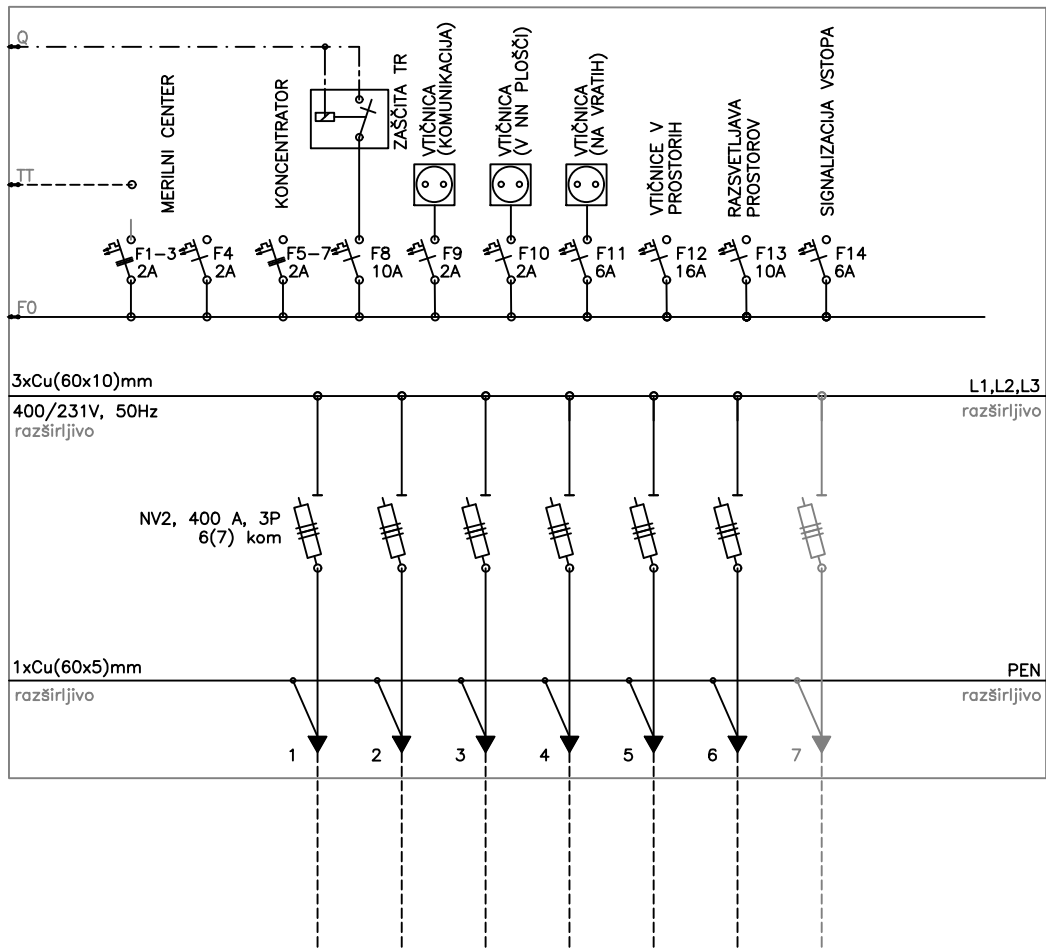 Q
TT
MERILNI CENTER
KONCENTRATOR
ZAŠČITA TR
VTIČNICA
(KOMUNIKACIJA)
VTIČNICA
(V NN PLOŠČI)
VTIČNICA
(NA VRATIH)
VTIČNICE V
PROSTORIH
RAZSVETLJAVA
PROSTOROV
SIGNALIZACIJA VSTOPA
F1-3
2A
F4
2A
F5-7
2A
F8
10A
F9
2A
F10
2A
F11
6A
F12
16A
F13
10A
F14
6A
F0
3xCu(60x10)mm
L1,L2,L3
400/231V, 50Hz
razširljivo
razširljivo
NV2, 400 A, 3P
6(7) kom
1xCu(60x5)mm
PEN
razširljivo
razširljivo
1 2 3 4 5 6 7